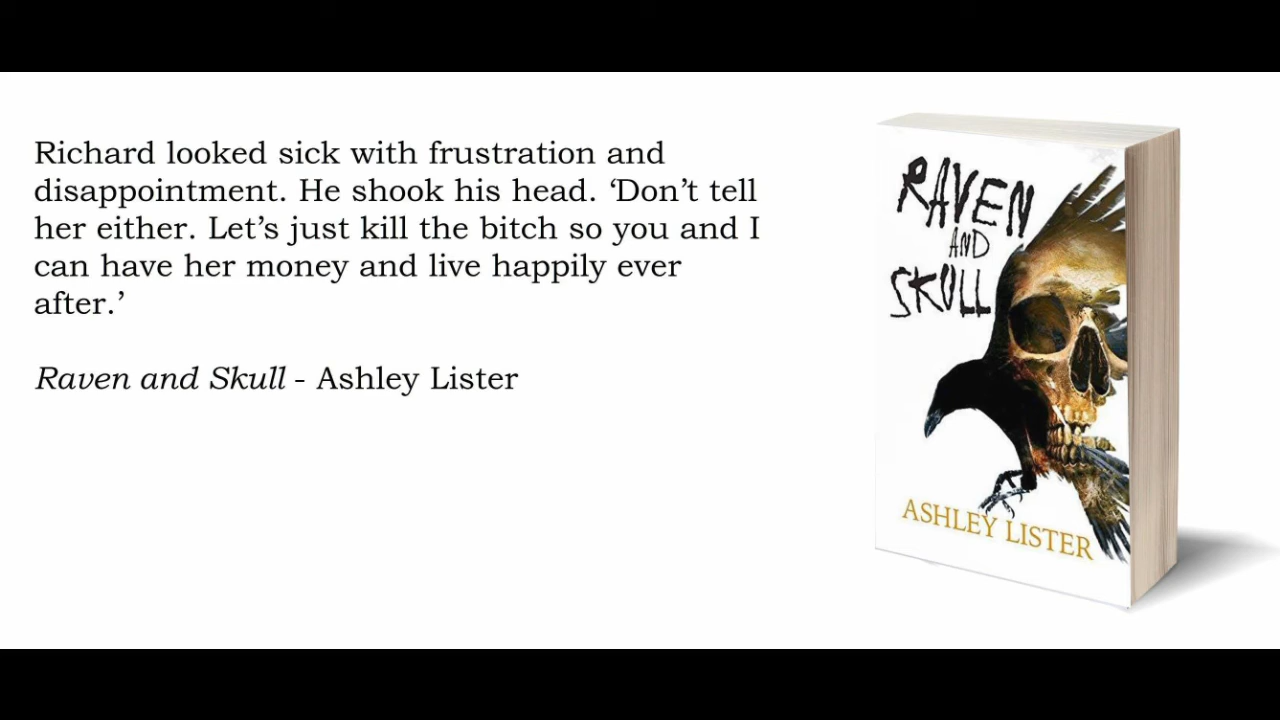 Richard looked sick with frustration and
disappointment. He shook his head. ‘Don’t tell
her either. Let’s just kill the bitch so you and I
can have her money and live happily ever
after.’
Raven and Skull - Ashley Lister
RAVEN
AND
SKULL
ASHLEY LISTER